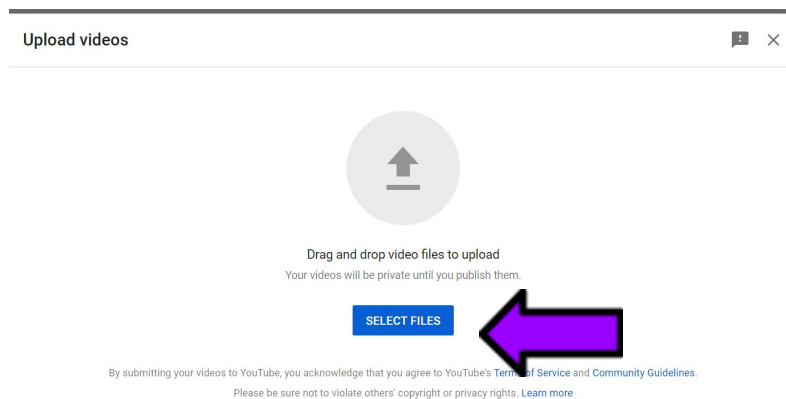 Upload videos
Drag and drop video files to upload
Your videos will be private until you publish them.
SELECT FILES
By submitting your videos to YouTube, you acknowledge that you agree to YouTube's Terms of Service and Community Guidelines.
Please be sure not to violate others' copyright or privacy rights. Learn more